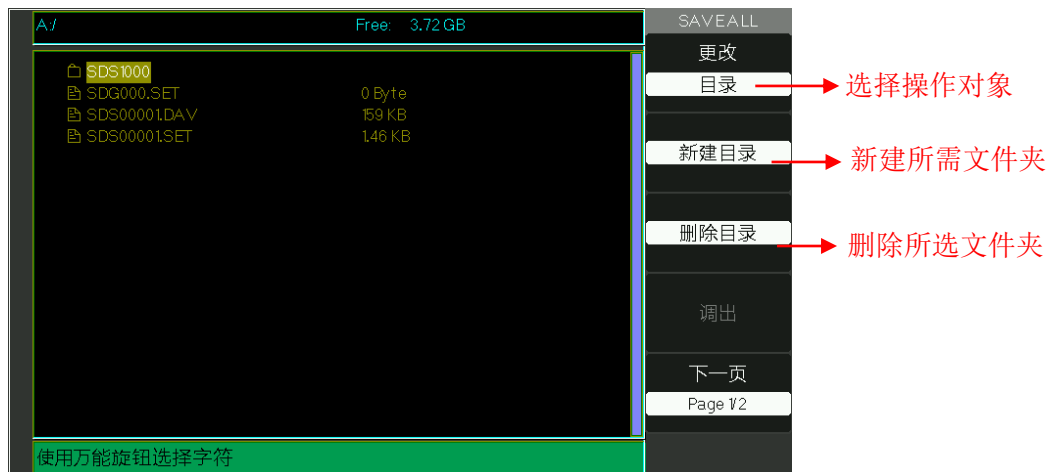 A:/ Free: 3.72 GB
SDS1000
SDG000.SET 0 Byte
SDS00001.DAV 159 KB
SDS00001.SET 1.46 KB
使用万能旋钮选择字符
SAVEALL
更改
目录
新建目录
删除目录
调出
下一页
Page 1/2
选择操作对象
新建所需文件夹
删除所选文件夹